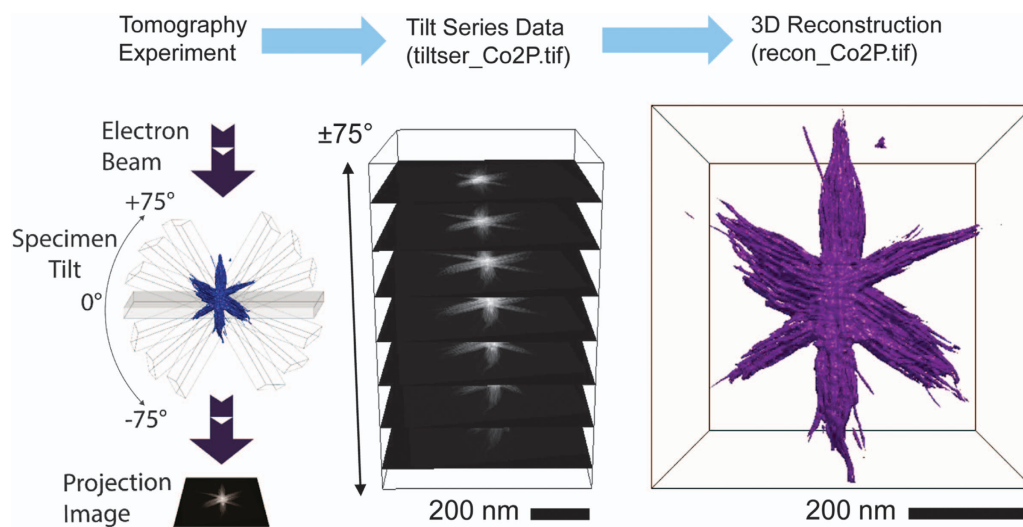 Tomography
Experiment
Tilt Series Data
(tiltser_Co2P.tif)
3D Reconstruction
(recon_Co2P.tif)
Electron
Beam
+75°
Specimen
Tilt
0°
-75°
Projection
Image
±75°
200 nm
200 nm